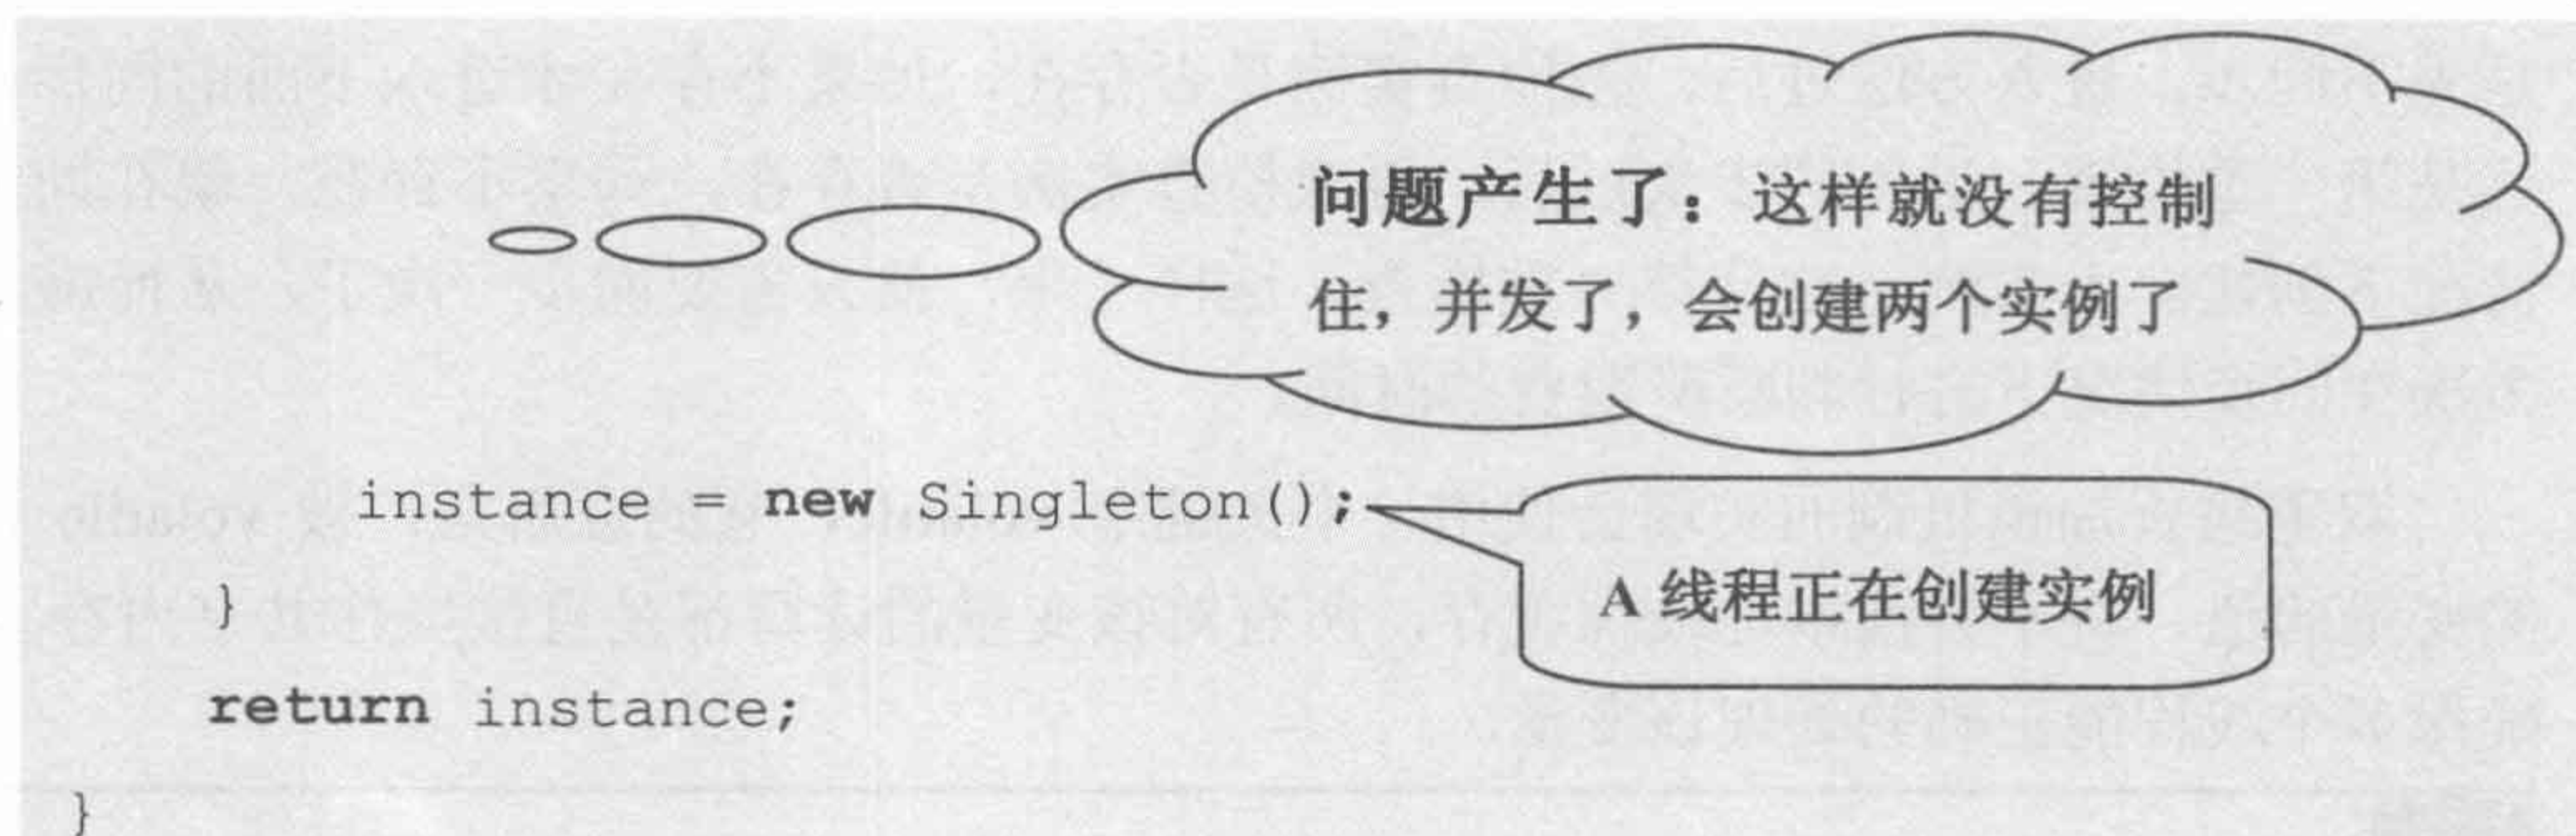 问题产生了：这样就没有控制
住，并发了，会创建两个实例了
instance = new Singleton();
A 线程正在创建实例
}
return instance;
}